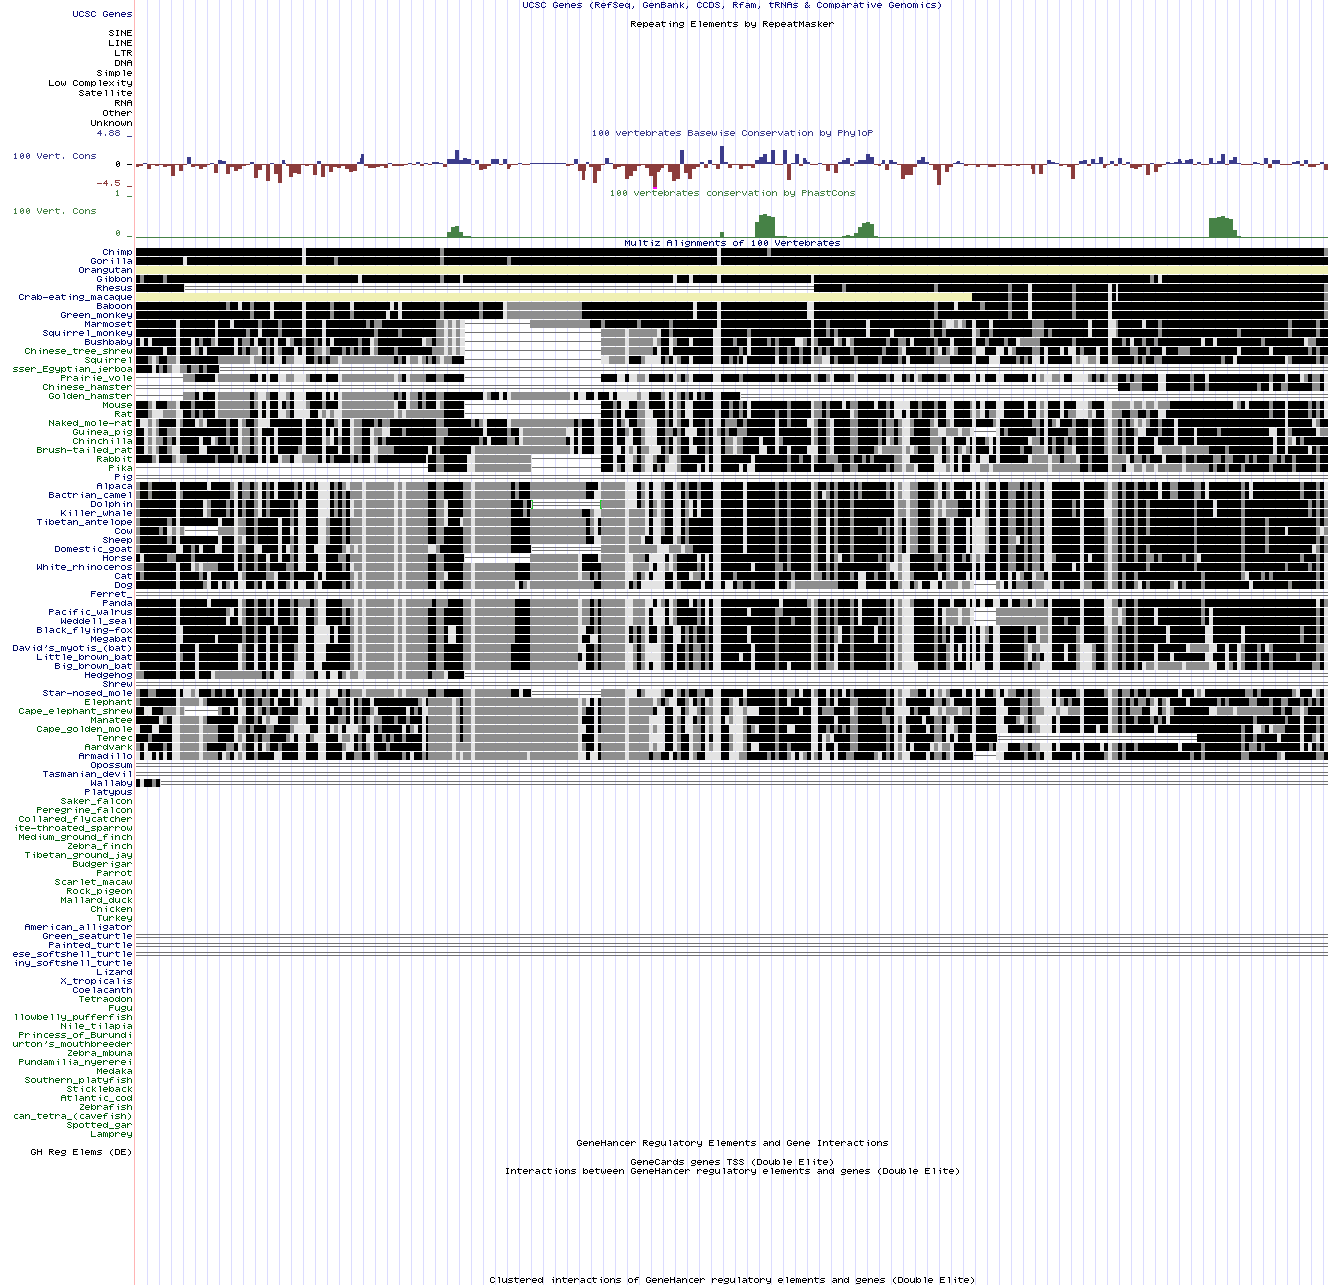 UCSC Genes (RefSeq, GenBank, CCDS, Rfam, tRNAs & Comparative Genomics)
UCSC Genes
Repeating Elements by RepeatMasker
SINE
LINE
LTR
DNA
Simple
Low Complexity
Satellite
RNA
Other
Unknown
4.88 _
100 vertebrates Basewise Conservation by PhyloP
100 Vert. Cons
0 -
-4.5 _
100 vertebrates conservation by PhastCons
1 _
100 Vert. Cons
0 _
Multiz Alignments of 100 Vertebrates
Chimp
Gorilla
Orangutan
Gibbon
Rhesus
Crab-eating_macaque
Baboon
Green_monkey
Marmoset
Squirrel_monkey
Bushbaby
Chinese_tree_shrew
Squirrel
sser_Egyptian_jerboa
Prairie_vole
Chinese_hamster
Golden_hamster
Mouse
Rat
Naked_mole-rat
Guinea_pig
Chinchilla
Brush-tailed_rat
Rabbit
Pika
Pig
Alpaca
Bactrian_camel
Dolphin
Killer_whale
Tibetan_antelope
Cow
Sheep
Domestic_goat
Horse
White_rhinoceros
Cat
Dog
Ferret_
Panda
Pacific_walrus
Weddell_seal
Black_flying-fox
Megabat
David's_myotis_(bat)
Little_brown_bat
Big_brown_bat
Hedgehog
Shrew
Star-nosed_mole
Elephant
Cape_elephant_shrew
Manatee
Cape_golden_mole
Tenrec
Aardvark
Armadillo
Opossum
Tasmanian_devil
Wallaby
Platypus
Saker_falcon
Peregrine_falcon
Collared_flycatcher
ite-throated_sparrow
Medium_ground_finch
Zebra_finch
Tibetan_ground_jay
Budgerigar
Parrot
Scarlet_macaw
Rock_pigeon
Mallard_duck
Chicken
Turkey
American_alligator
Green_seaturtle
Painted_turtle
ese_softshell_turtle
iny_softshell_turtle
Lizard
X_tropicalis
Coelacanth
Tetraodon
Fugu
llowbelly_pufferfish
Nile_tilapia
Princess_of_Burundi
urton's_mouthbreeder
Zebra_mbuna
Pundamilia_nyererei
Medaka
Southern_platyfish
Stickleback
Atlantic_cod
Zebrafish
can_tetra_(cavefish)
Spotted_gar
Lamprey
GeneHancer Regulatory Elements and Gene Interactions
GH Reg Elems (DE)
GeneCards genes TSS (Double Elite)
Interactions between GeneHancer regulatory elements and genes (Double Elite)
Clustered interactions of GeneHancer regulatory elements and genes (Double Elite)